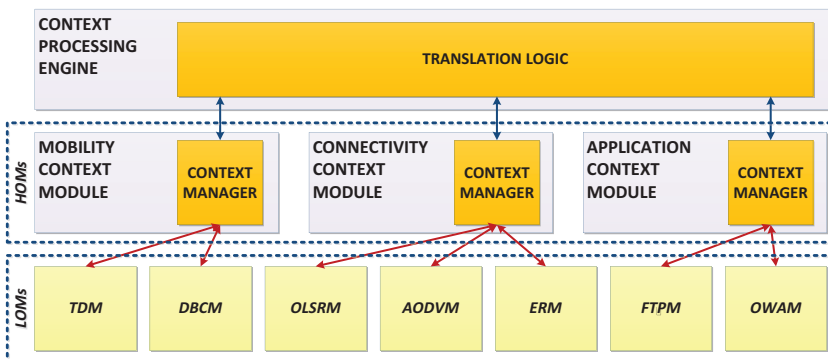 CONTEXT
PROCESSING
ENGINE
TRANSLATION LOGIC
HOMs
MOBILITY
CONTEXT
MODULE
CONTEXT
MANAGER
CONNECTIVITY
CONTEXT
MODULE
CONTEXT
MANAGER
APPLICATION
CONTEXT
MODULE
CONTEXT
MANAGER
LOMs
TDM
DBCM
OLSRM
AODVM
ERM
FTPM
OWAM